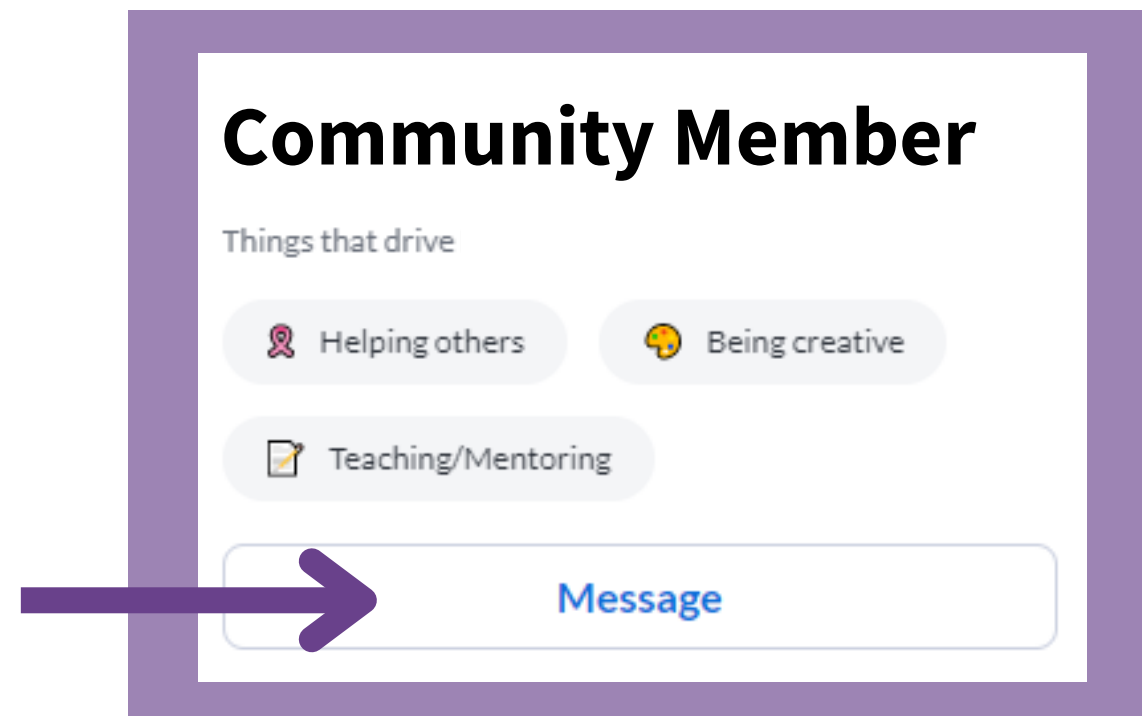 Community Member
Things that drive
Helping others Being creative
Teaching/Mentoring
Message